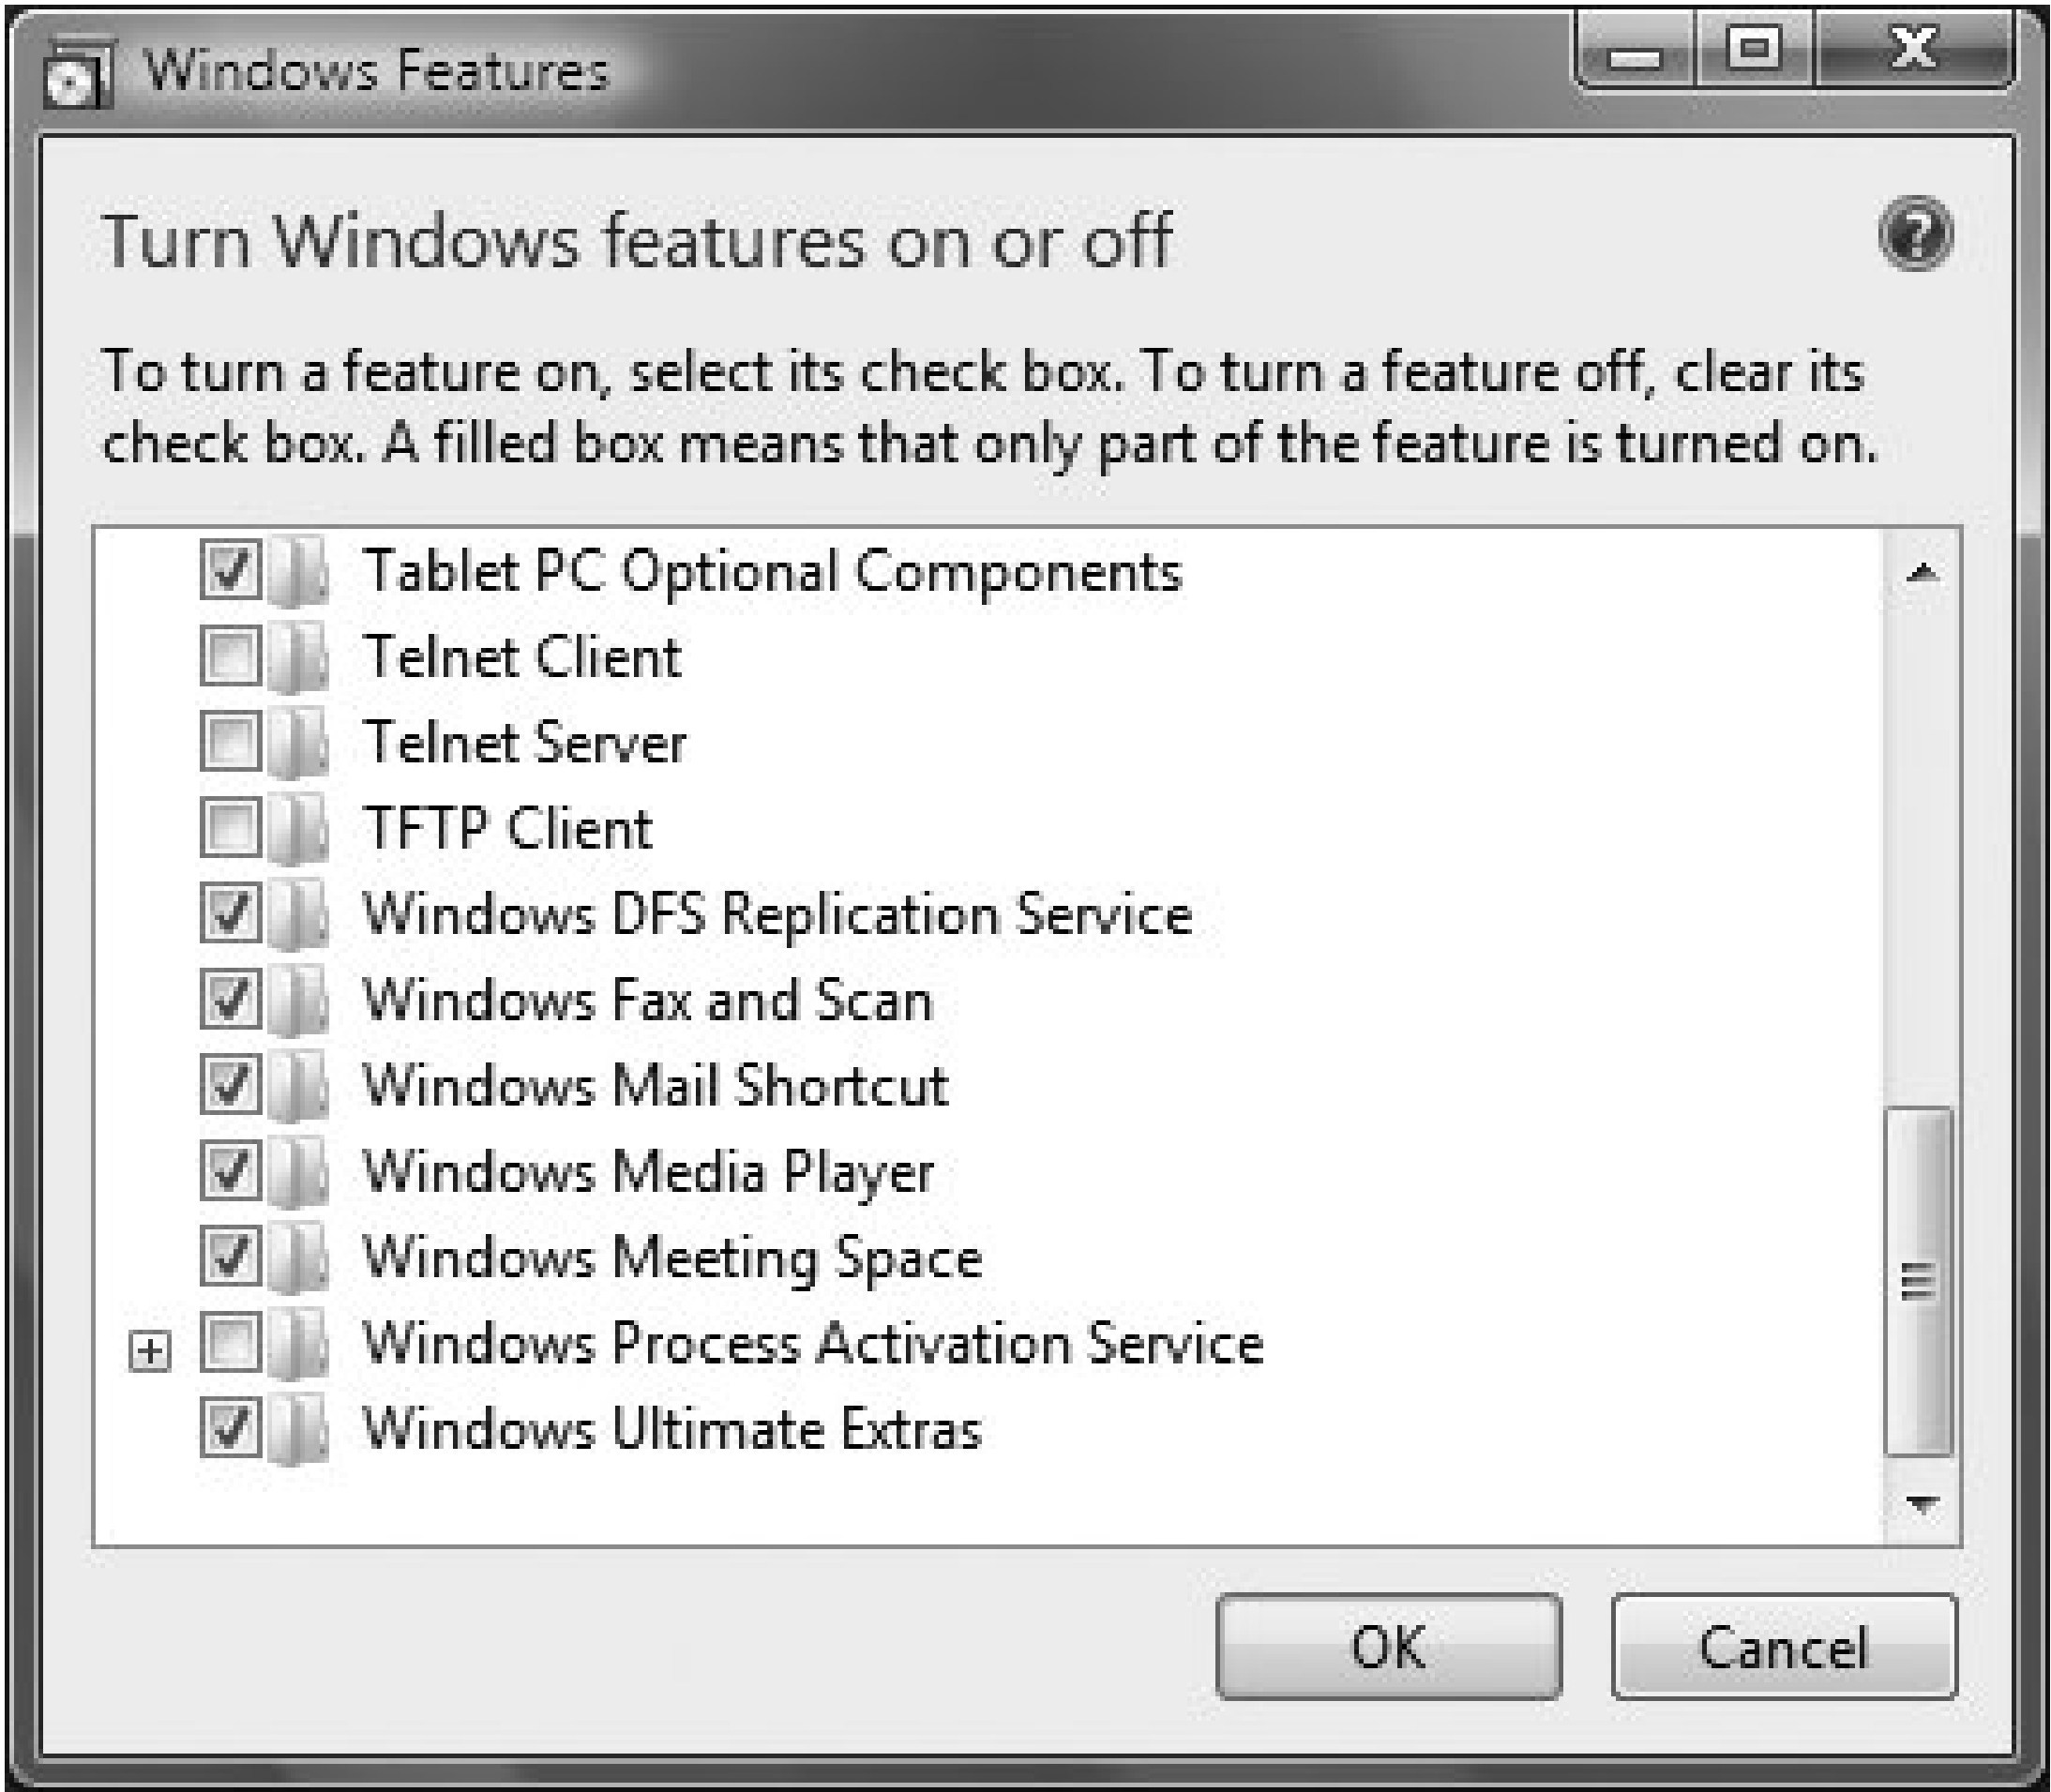 Windows Features
Turn Windows features on or off
To turn a feature on, select its check box. To turn a feature off, clear its
check box. A filled box means that only part of the feature is turned on.
Tablet PC Optional Components
Telnet Client
Telnet Server
TFTP Client
Windows DFS Replication Service
Windows Fax and Scan
Windows Mail Shortcut
Windows Media Player
Windows Meeting Space
Windows Process Activation Service
Windows Ultimate Extras
OK
Cancel